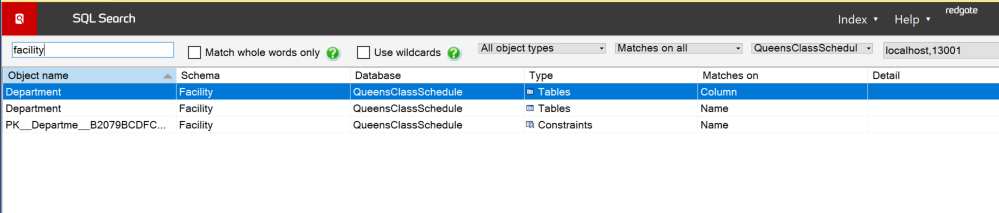 redgate
SQL Search Index Help
facility Match whole words only ? Use wildcards ? All object types Matches on all QueensClassSchedul localhost,13001
Object name Schema Database Type Matches on Detail
Department Facility QueensClassSchedule Tables Column
Department Facility QueensClassSchedule Tables Name
PK__Departme__B2079BCDFC... Facility QueensClassSchedule Constraints Name